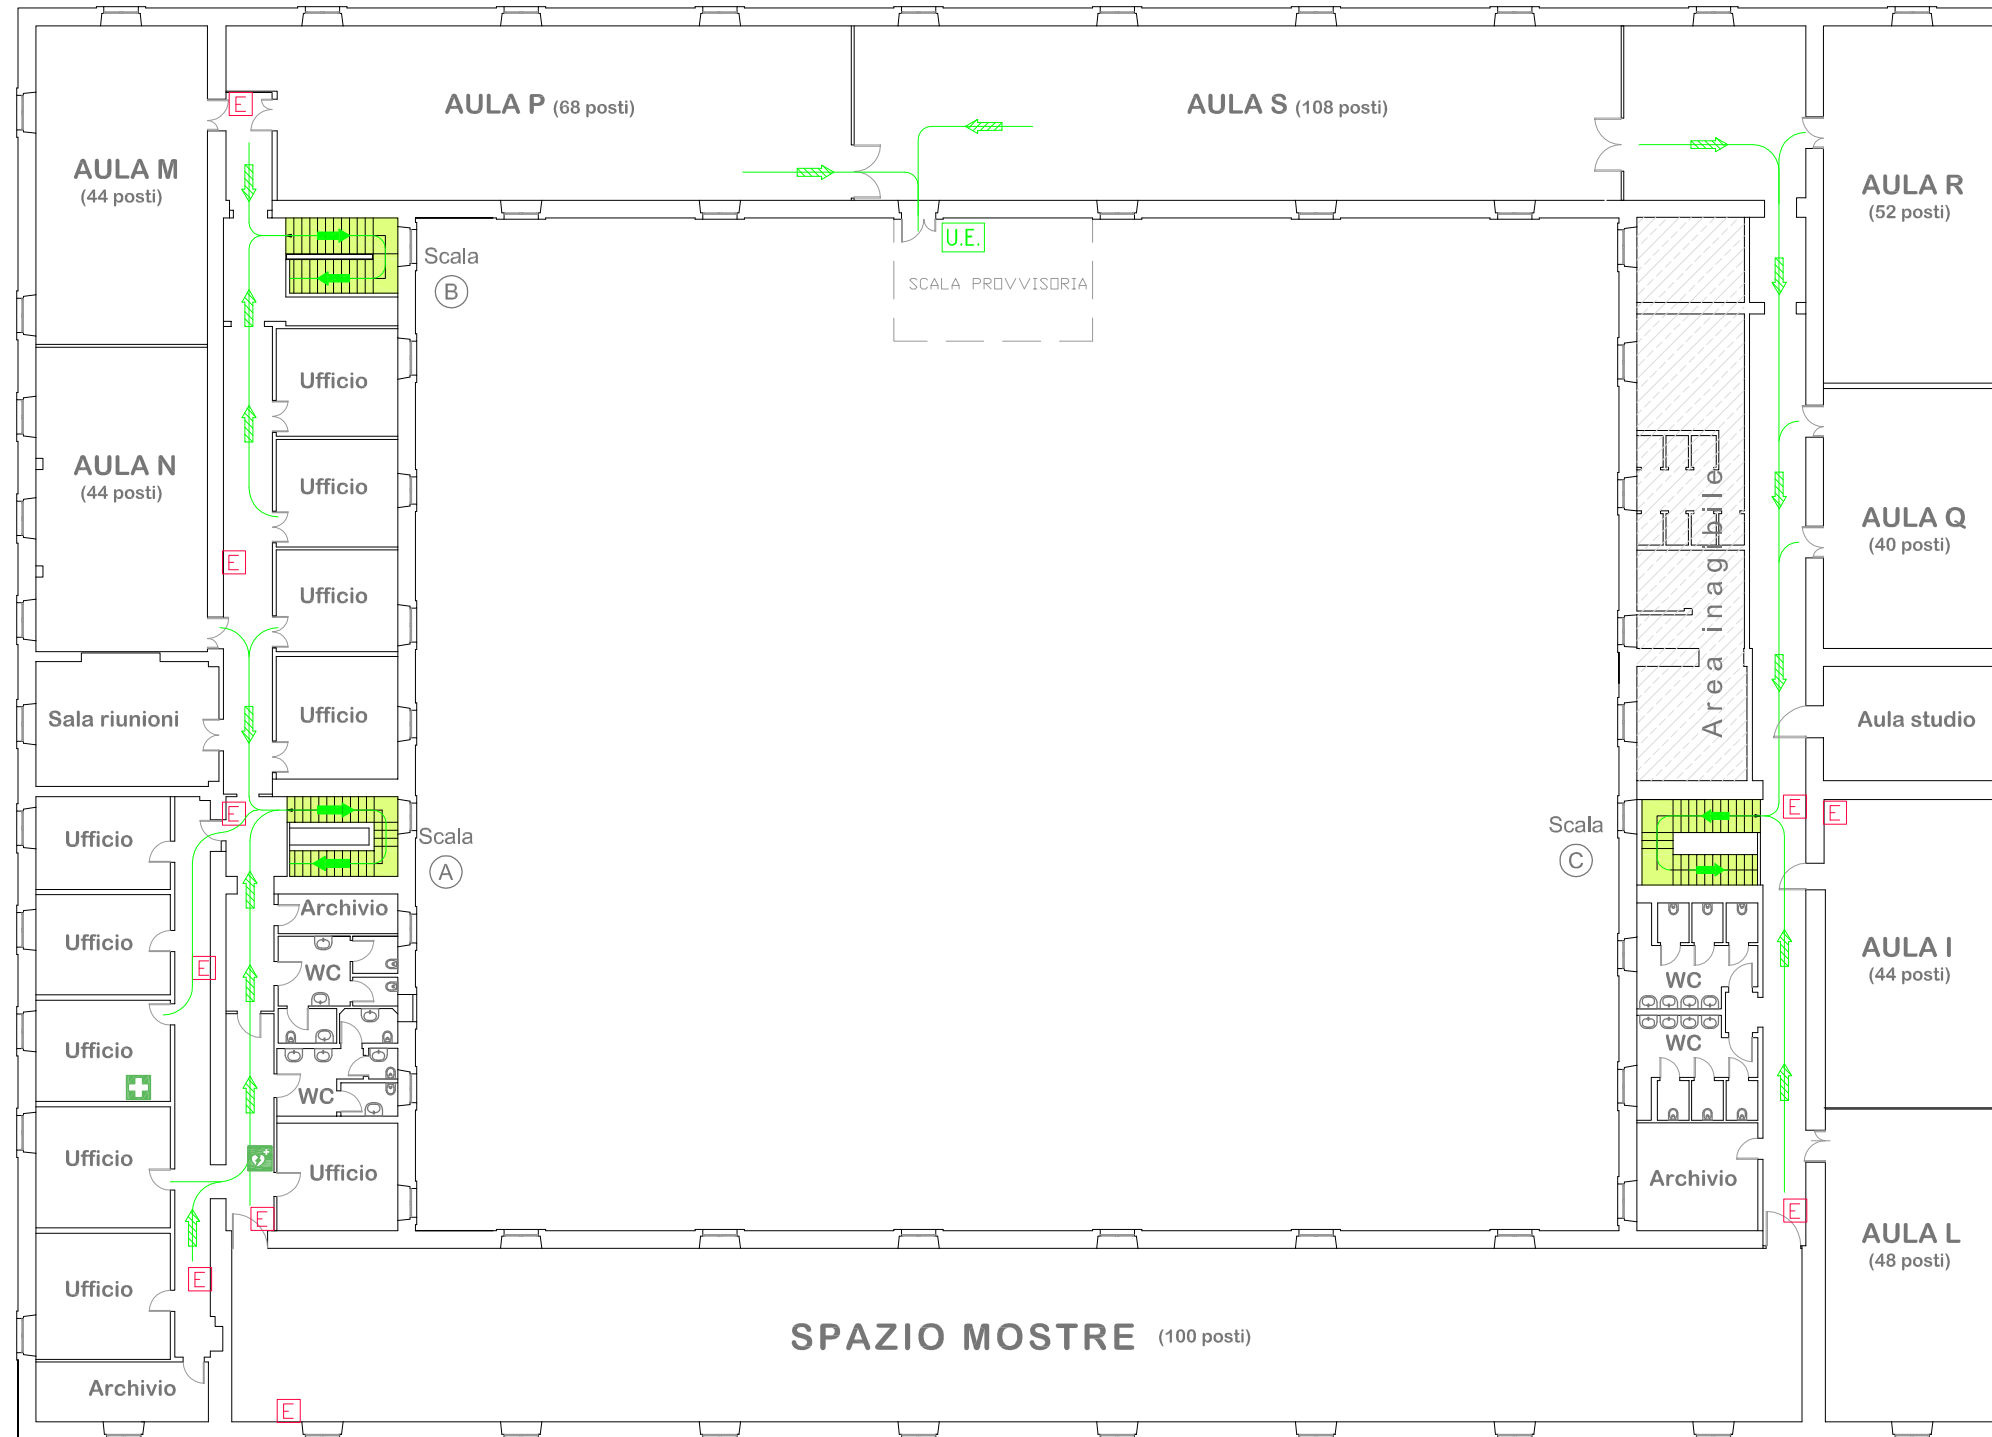 E
AULA P (68 posti)
AULA S (108 posti)
AULA M
(44 posti)
AULA R
(52 posti)
U.E.
Scala
B
SCALA PROVVISORIA
Ufficio
AULA N
(44 posti)
Ufficio
AULA Q
(40 posti)
E
Ufficio
Area inagibile
Sala riunioni
Ufficio
Aula studio
E
E
E
Ufficio
Scala
A
Scala
C
Archivio
Ufficio
E
WC
AULA I
(44 posti)
WC
Ufficio
WC
WC
Ufficio
Ufficio
Archivio
E
E
AULA L
(48 posti)
E
Ufficio
SPAZIO MOSTRE (100 posti)
Archivio
E